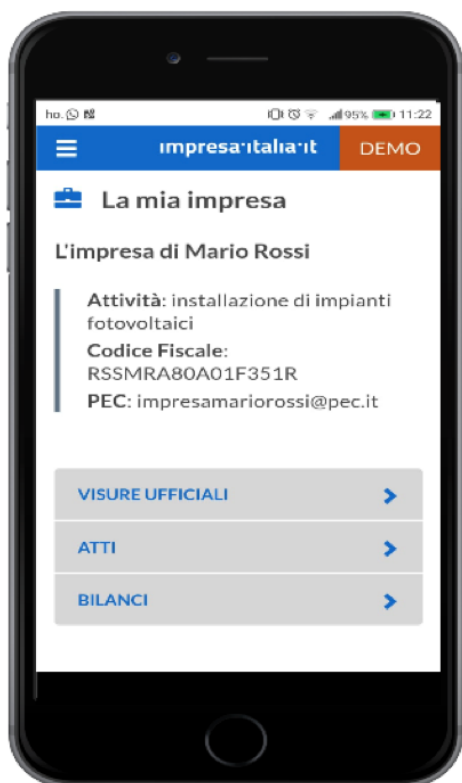 ho. 95% 11:22
impresa.italia.it DEMO
La mia impresa
L'impresa di Mario Rossi
Attività: installazione di impianti
fotovoltaici
Codice Fiscale:
RSSMRA80A01F351R
PEC: impresamariorossi@pec.it
VISURE UFFICIALI
ATTI
BILANCI